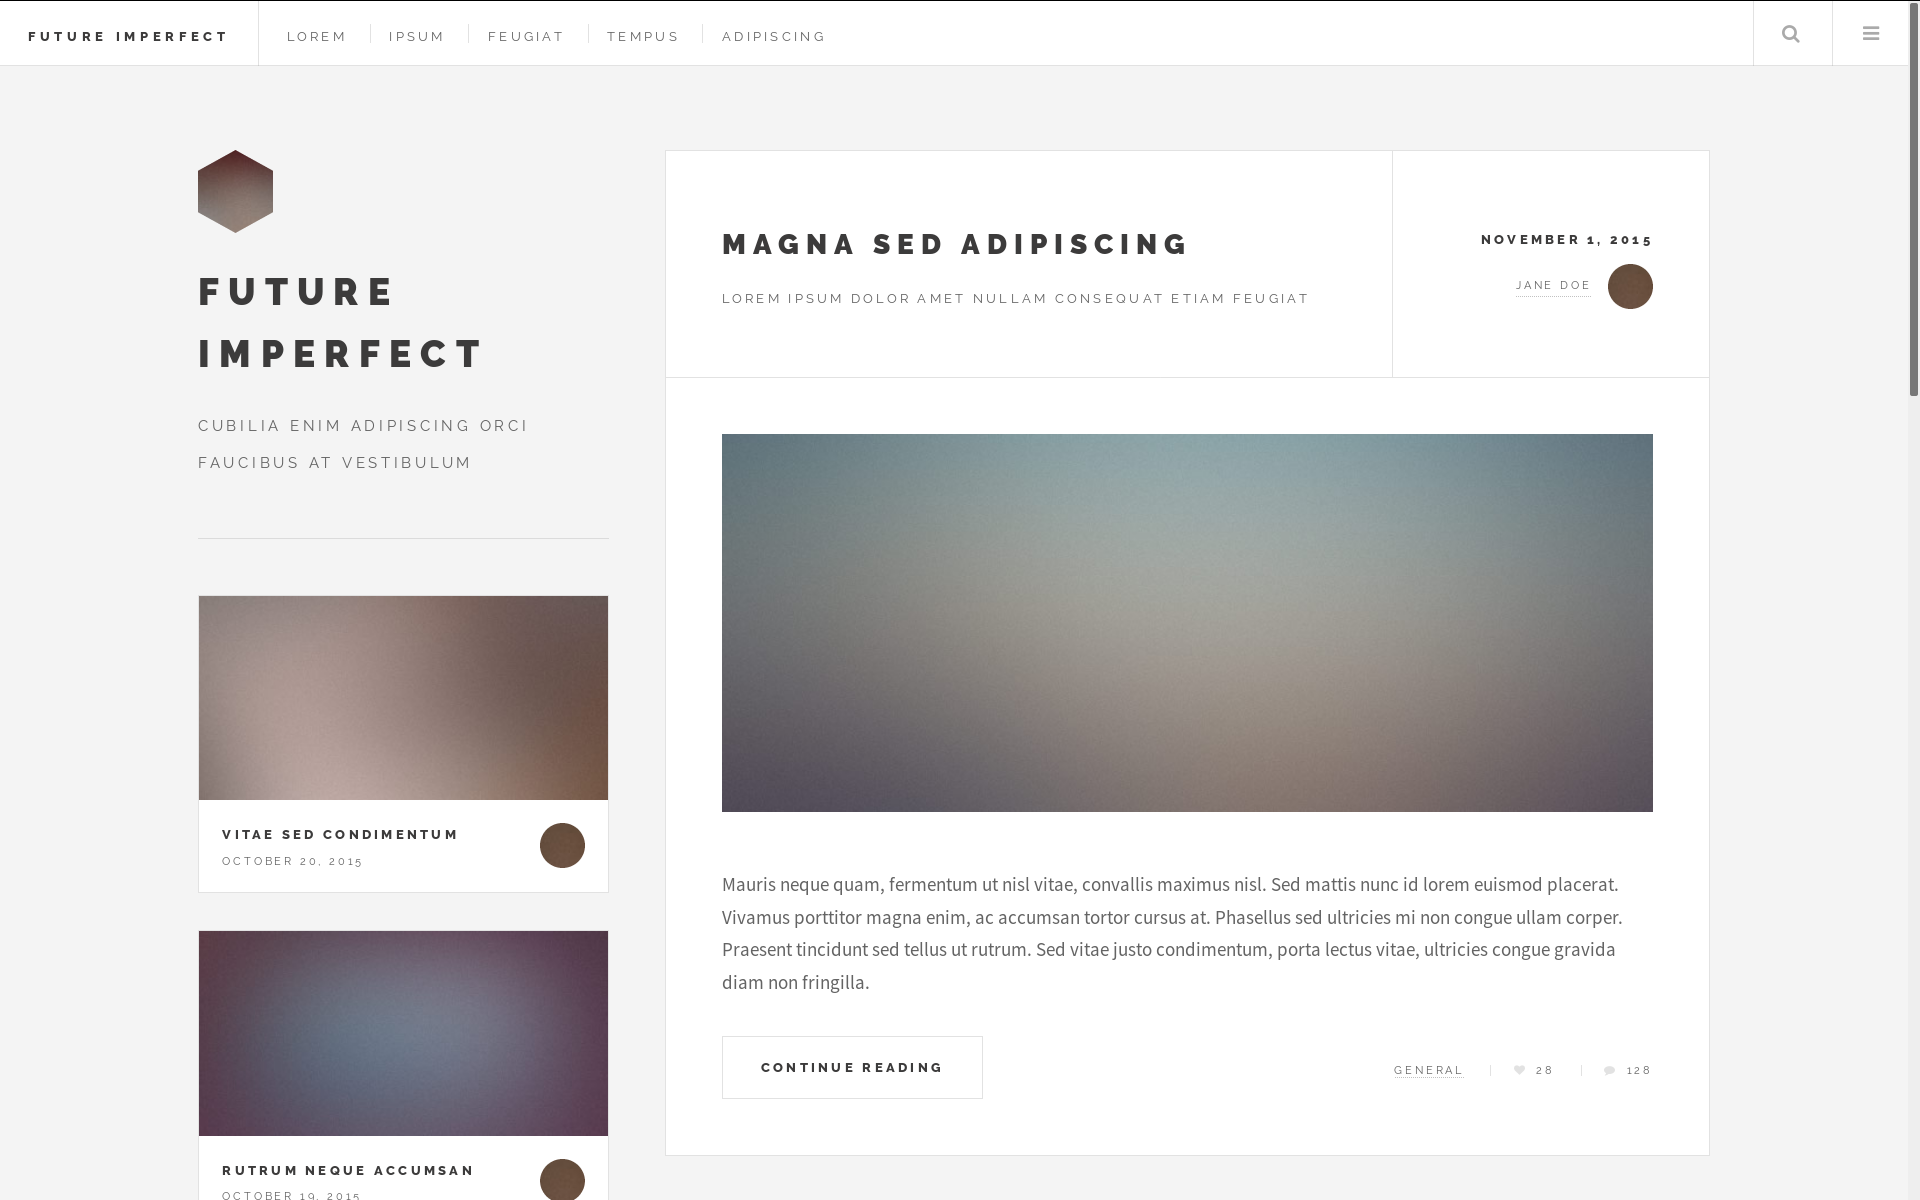 FUTURE IMPERFECT
LOREM
IPSUM
FEUGIAT
TEMPUS
ADIPISCING
FUTURE
IMPERFECT
CUBILIA ENIM ADIPISCING ORCI
FAUCIBUS AT VESTIBULUM
VITAE SED CONDIMENTUM
OCTOBER 20, 2015
RUTRUM NEQUE ACCUMSAN
OCTOBER 19, 2015
MAGNA SED ADIPISCING
LOREM IPSUM DOLOR AMET NULLAM CONSEQUAT ETIAM FEUGIAT
NOVEMBER 1, 2015
JANE DOE
Mauris neque quam, fermentum ut nisl vitae, convallis maximus nisl. Sed mattis nunc id lorem euismod placerat.
Vivamus porttitor magna enim, ac accumsan tortor cursus at. Phasellus sed ultricies mi non congue ullam corper.
Praesent tincidunt sed tellus ut rutrum. Sed vitae justo condimentum, porta lectus vitae, ultricies congue gravida
diam non fringilla.
CONTINUE READING
GENERAL
28
128